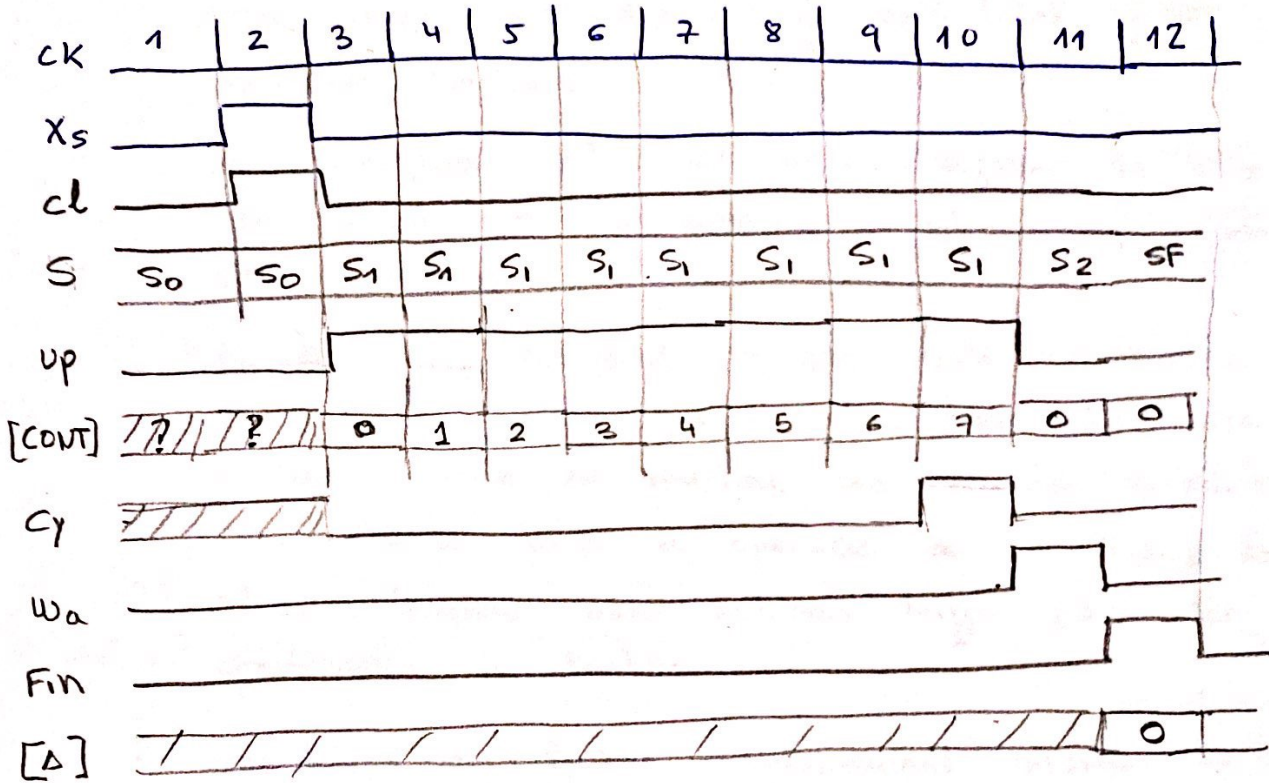 CK 1 2 3 4 5 6 7 8 9 10 11 12
Xs
cl
S S0 S0 S1 S1 S1 S1 S1 S1 S1 S1 S2 SF
up
[CONT] ? ? 0 1 2 3 4 5 6 7 0 0
Cy
Wa
Fin
[A] 0